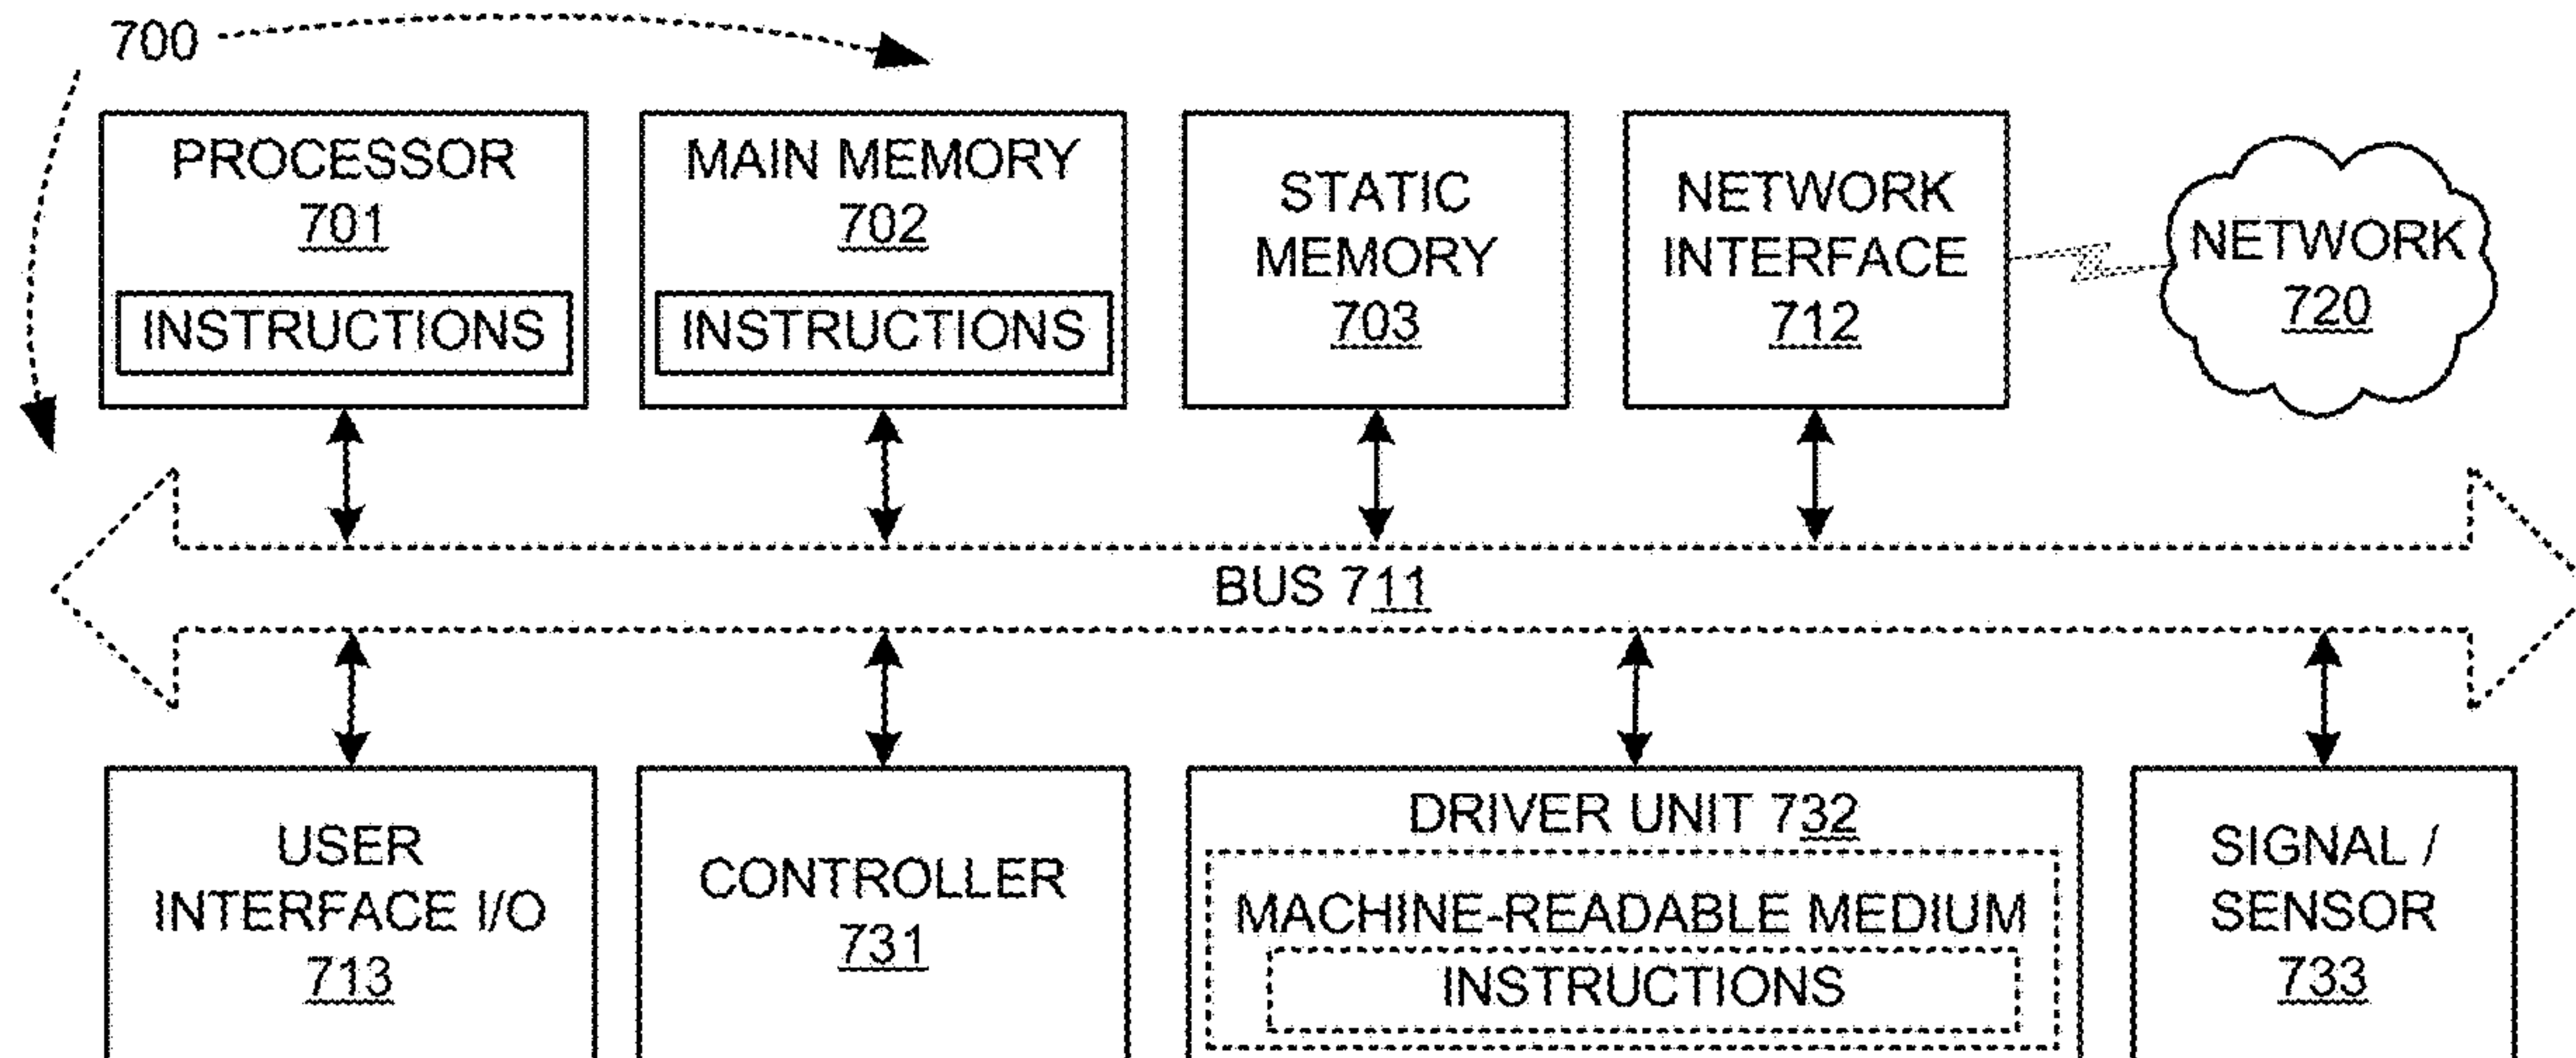 700
PROCESSOR
701
INSTRUCTIONS
MAIN MEMORY
702
INSTRUCTIONS
STATIC
MEMORY
703
NETWORK
INTERFACE
712
NETWORK
720
BUS 711
USER
INTERFACE I/O
713
CONTROLLER
731
DRIVER UNIT 732
MACHINE-READABLE MEDIUM
INSTRUCTIONS
SIGNAL /
SENSOR
733